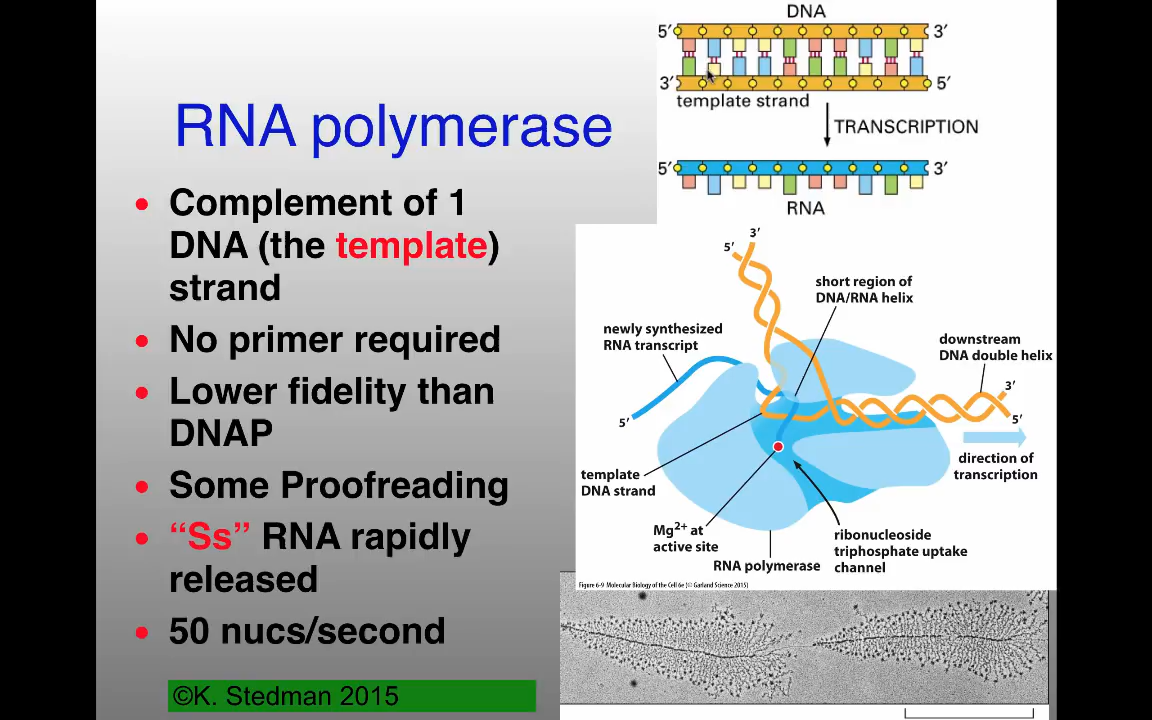 RNA polymerase
• Complement of 1
DNA (the template)
strand
• No primer required
• Lower fidelity than
DNAP
• Some Proofreading
• “Ss” RNA rapidly
released
• 50 nucs/second
©K. Stedman 2015
DNA
5′ 3′
3′ 5′
template strand
TRANSCRIPTION
5′ 3′
RNA
3′
5′
short region of
DNA/RNA helix
newly synthesized
RNA transcript
downstream
DNA double helix
3′
5′
5′
direction of
transcription
template
DNA strand
Mg2+ at
active site
RNA polymerase
ribonucleoside
triphosphate uptake
channel
Figure 6-9 Molecular Biology of the Cell 6e (© Garland Science 2015)